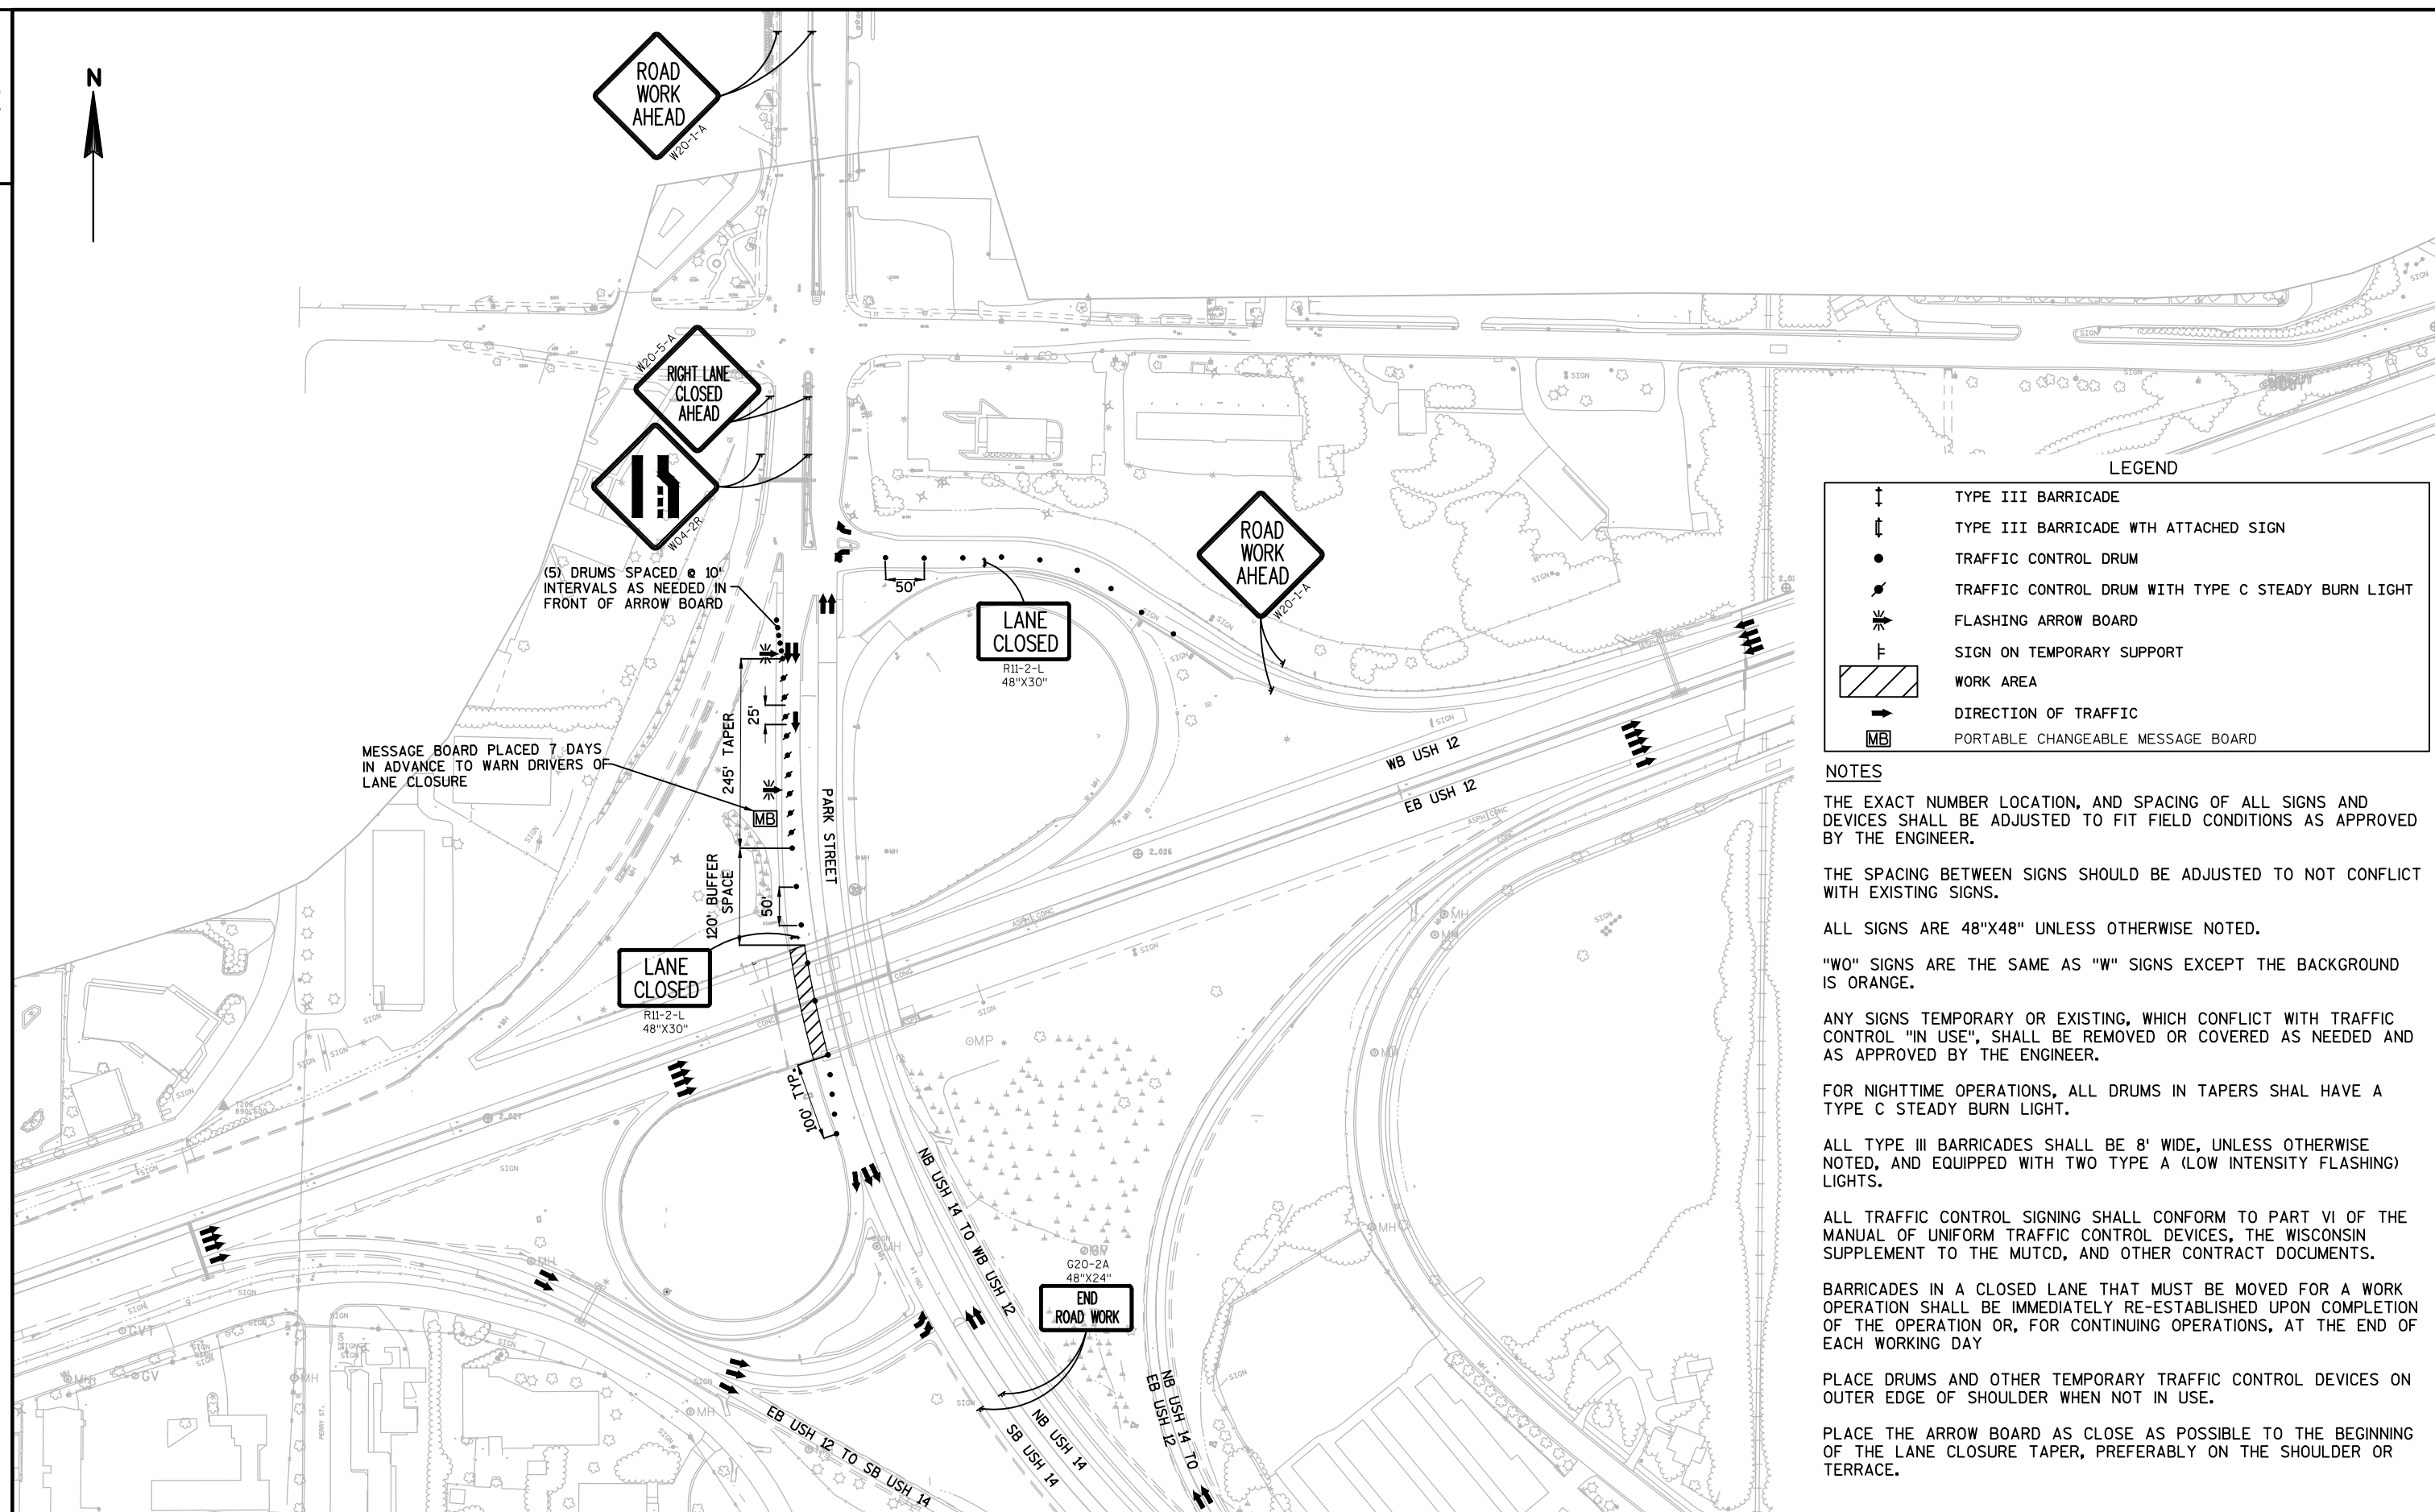 N
ROAD
WORK
AHEAD
W20-1-A
W20-5-A
RIGHT LANE
CLOSED
AHEAD
W04-2R
(5) DRUMS SPACED @ 10'
INTERVALS AS NEEDED IN
FRONT OF ARROW BOARD
50'
LANE
CLOSED
R11-2-L
48"X30"
ROAD
WORK
AHEAD
W20-1-A
25'
245' TAPER
MESSAGE BOARD PLACED 7 DAYS
IN ADVANCE TO WARN DRIVERS OF
LANE CLOSURE
MB
PARK STREET
120' BUFFER
SPACE
50'
LANE
CLOSED
R11-2-L
48"X30"
100' TYP.
WB USH 12
EB USH 12
2.026
2.027
ASPH CONC
CONC
SIGN
MH
MP
GV
GVT
PERRY ST.
NB USH 14 TO WB USH 12
G20-2A
48"X24"
END
ROAD WORK
NB USH 14
SB USH 14
NB USH 14 TO
EB USH 12
EB USH 12 TO SB USH 14
LEGEND
TYPE III BARRICADE
TYPE III BARRICADE WTH ATTACHED SIGN
TRAFFIC CONTROL DRUM
TRAFFIC CONTROL DRUM WITH TYPE C STEADY BURN LIGHT
FLASHING ARROW BOARD
SIGN ON TEMPORARY SUPPORT
WORK AREA
DIRECTION OF TRAFFIC
MB PORTABLE CHANGEABLE MESSAGE BOARD
NOTES
THE EXACT NUMBER LOCATION, AND SPACING OF ALL SIGNS AND
DEVICES SHALL BE ADJUSTED TO FIT FIELD CONDITIONS AS APPROVED
BY THE ENGINEER.
THE SPACING BETWEEN SIGNS SHOULD BE ADJUSTED TO NOT CONFLICT
WITH EXISTING SIGNS.
ALL SIGNS ARE 48"X48" UNLESS OTHERWISE NOTED.
"WO" SIGNS ARE THE SAME AS "W" SIGNS EXCEPT THE BACKGROUND
IS ORANGE.
ANY SIGNS TEMPORARY OR EXISTING, WHICH CONFLICT WITH TRAFFIC
CONTROL "IN USE", SHALL BE REMOVED OR COVERED AS NEEDED AND
AS APPROVED BY THE ENGINEER.
FOR NIGHTTIME OPERATIONS, ALL DRUMS IN TAPERS SHAL HAVE A
TYPE C STEADY BURN LIGHT.
ALL TYPE III BARRICADES SHALL BE 8' WIDE, UNLESS OTHERWISE
NOTED, AND EQUIPPED WITH TWO TYPE A (LOW INTENSITY FLASHING)
LIGHTS.
ALL TRAFFIC CONTROL SIGNING SHALL CONFORM TO PART VI OF THE
MANUAL OF UNIFORM TRAFFIC CONTROL DEVICES, THE WISCONSIN
SUPPLEMENT TO THE MUTCD, AND OTHER CONTRACT DOCUMENTS.
BARRICADES IN A CLOSED LANE THAT MUST BE MOVED FOR A WORK
OPERATION SHALL BE IMMEDIATELY RE-ESTABLISHED UPON COMPLETION
OF THE OPERATION OR, FOR CONTINUING OPERATIONS, AT THE END OF
EACH WORKING DAY
PLACE DRUMS AND OTHER TEMPORARY TRAFFIC CONTROL DEVICES ON
OUTER EDGE OF SHOULDER WHEN NOT IN USE.
PLACE THE ARROW BOARD AS CLOSE AS POSSIBLE TO THE BEGINNING
OF THE LANE CLOSURE TAPER, PREFERABLY ON THE SHOULDER OR
TERRACE.